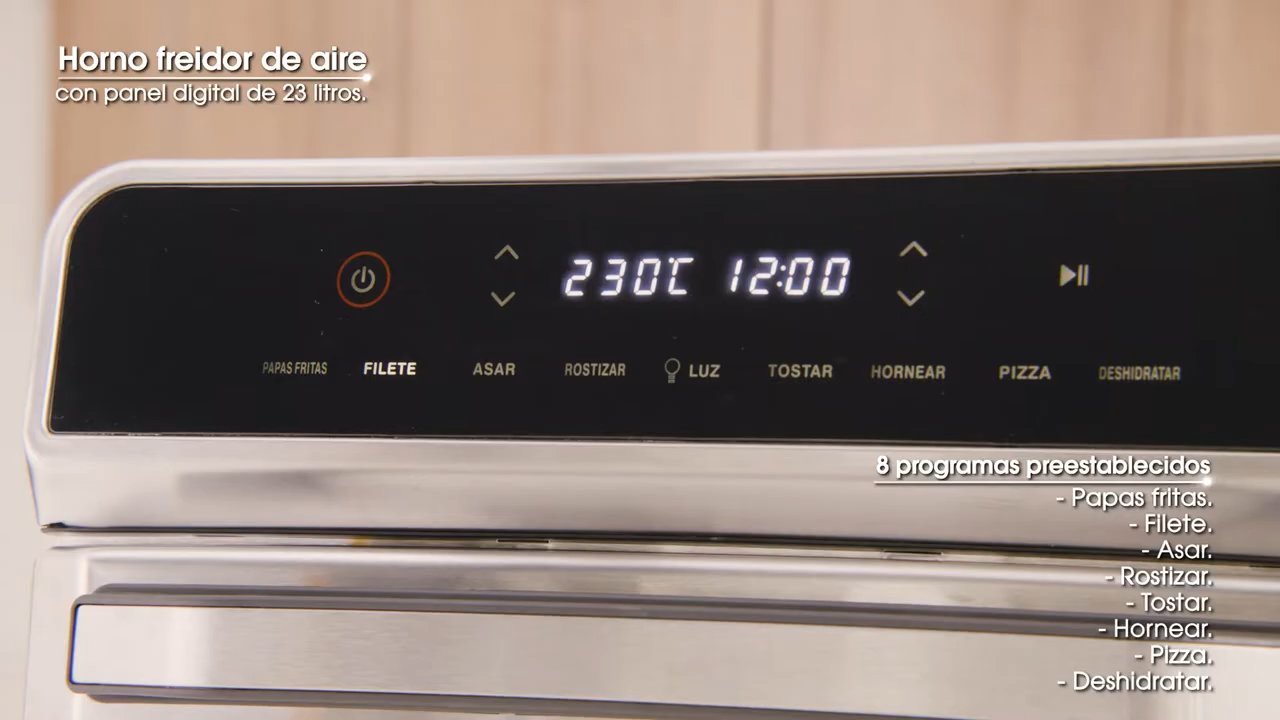 Horno freidor de aire
con panel digital de 23 litros.
230℃ 12:00
PAPAS FRITAS FILETE ASAR ROSTIZAR LUZ TOSTAR HORNEAR PIZZA DESHIDRATAR
8 programas preestablecidos
- Papas fritas.
- Filete.
- Asar.
- Rostizar.
- Tostar.
- Hornear.
- Pizza.
- Deshidratar.